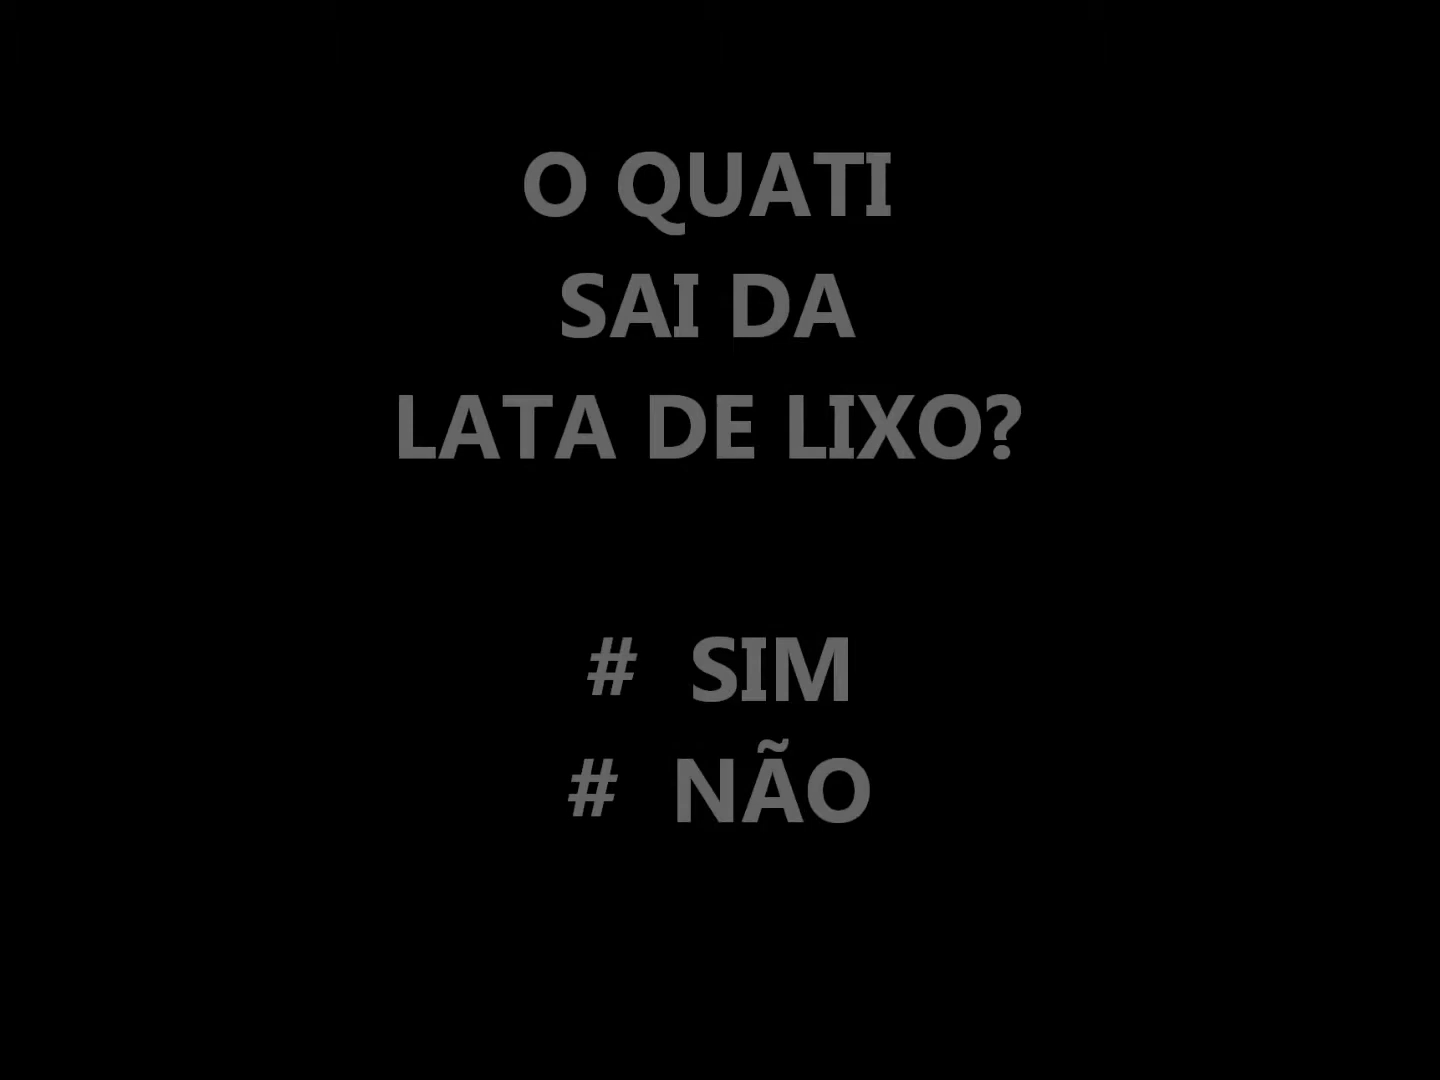 O QUATI
SAI DA
LATA DE LIXO?
# SIM
# NÃO